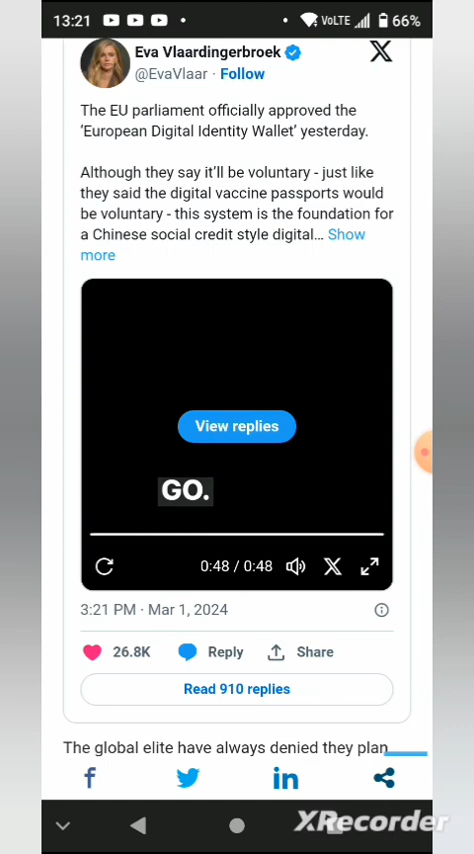 13:21 VoLTE 66%
Eva Vlaardingerbroek X
@EvaVlaar · Follow
The EU parliament officially approved the
‘European Digital Identity Wallet’ yesterday.
Although they say it’ll be voluntary - just like
they said the digital vaccine passports would
be voluntary - this system is the foundation for
a Chinese social credit style digital… Show
more
View replies
GO.
0:48 / 0:48 X
3:21 PM · Mar 1, 2024
26.8K Reply Share
Read 910 replies
The global elite have always denied they plan
f in
XRecorder